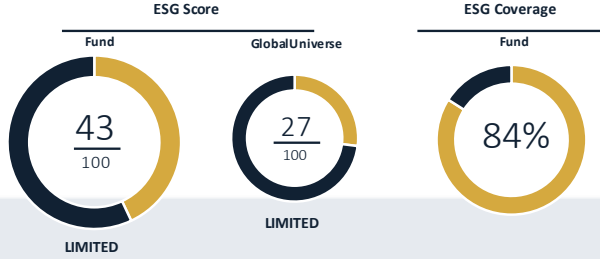 ESG Score
ESG Coverage
Fund
GlobalUniverse
Fund
43
100
27
100
84%
LIMITED
LIMITED